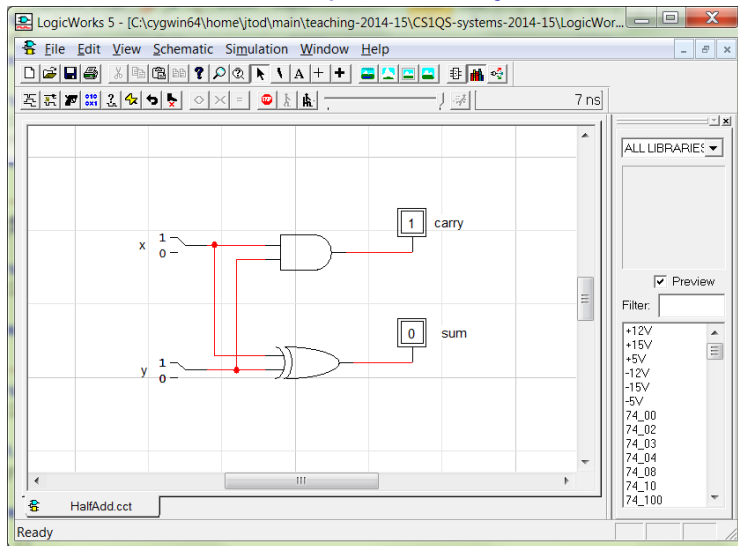 LogicWorks 5 - [C:\cygwin64\home\jtod\main\teaching-2014-15\CS1QS-systems-2014-15\LogicWor...
File Edit View Schematic Simulation Window Help
7 ns
ALL LIBRARIES
x 1
0
1 carry
Preview
Filter:
y 1
0
0 sum
+12V
+15V
+5V
-12V
-15V
-5V
74_00
74_02
74_03
74_04
74_08
74_10
74_100
HalfAdd.cct
Ready